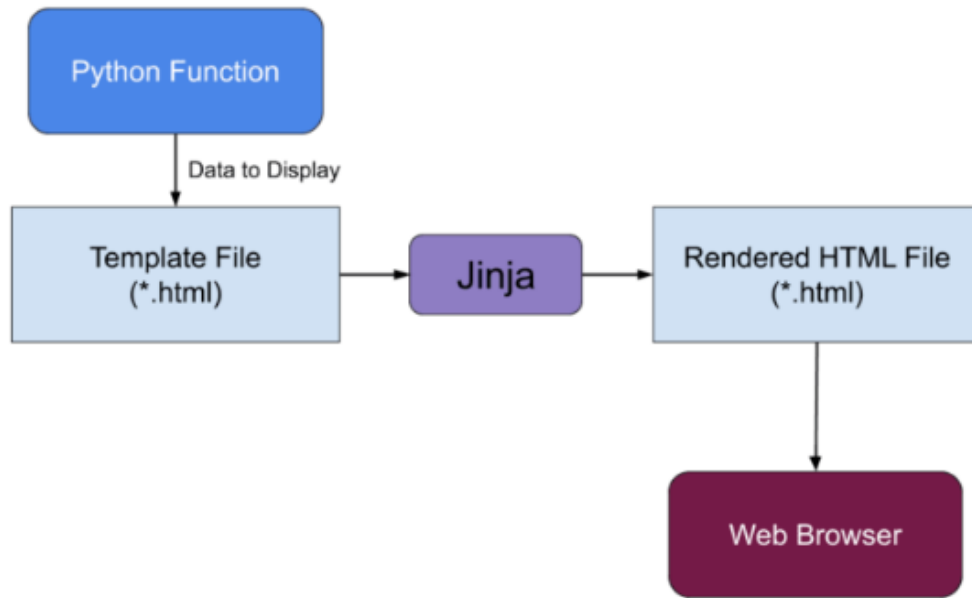 Python Function
Data to Display
Template File
(*.html)
Jinja
Rendered HTML File
(*.html)
Web Browser